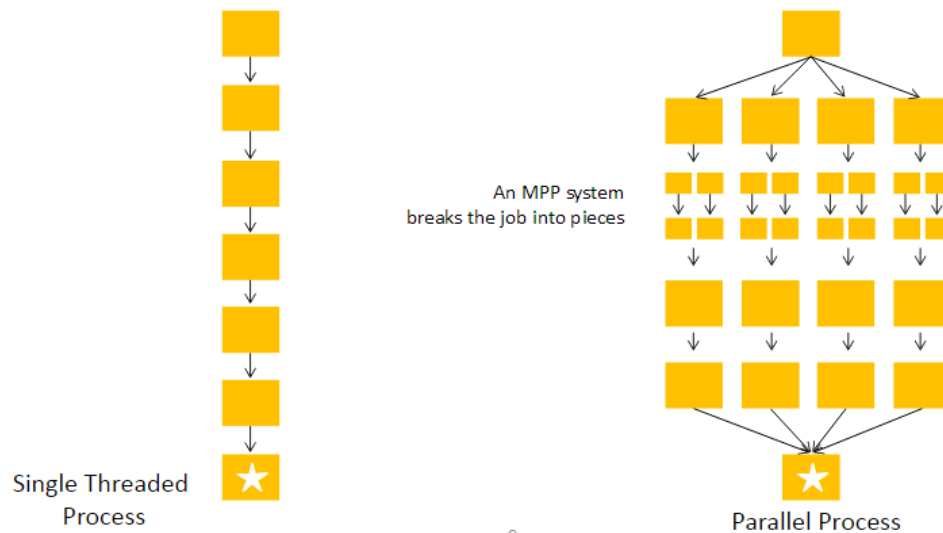 An MPP system
breaks the job into pieces
Single Threaded
Process
Parallel Process